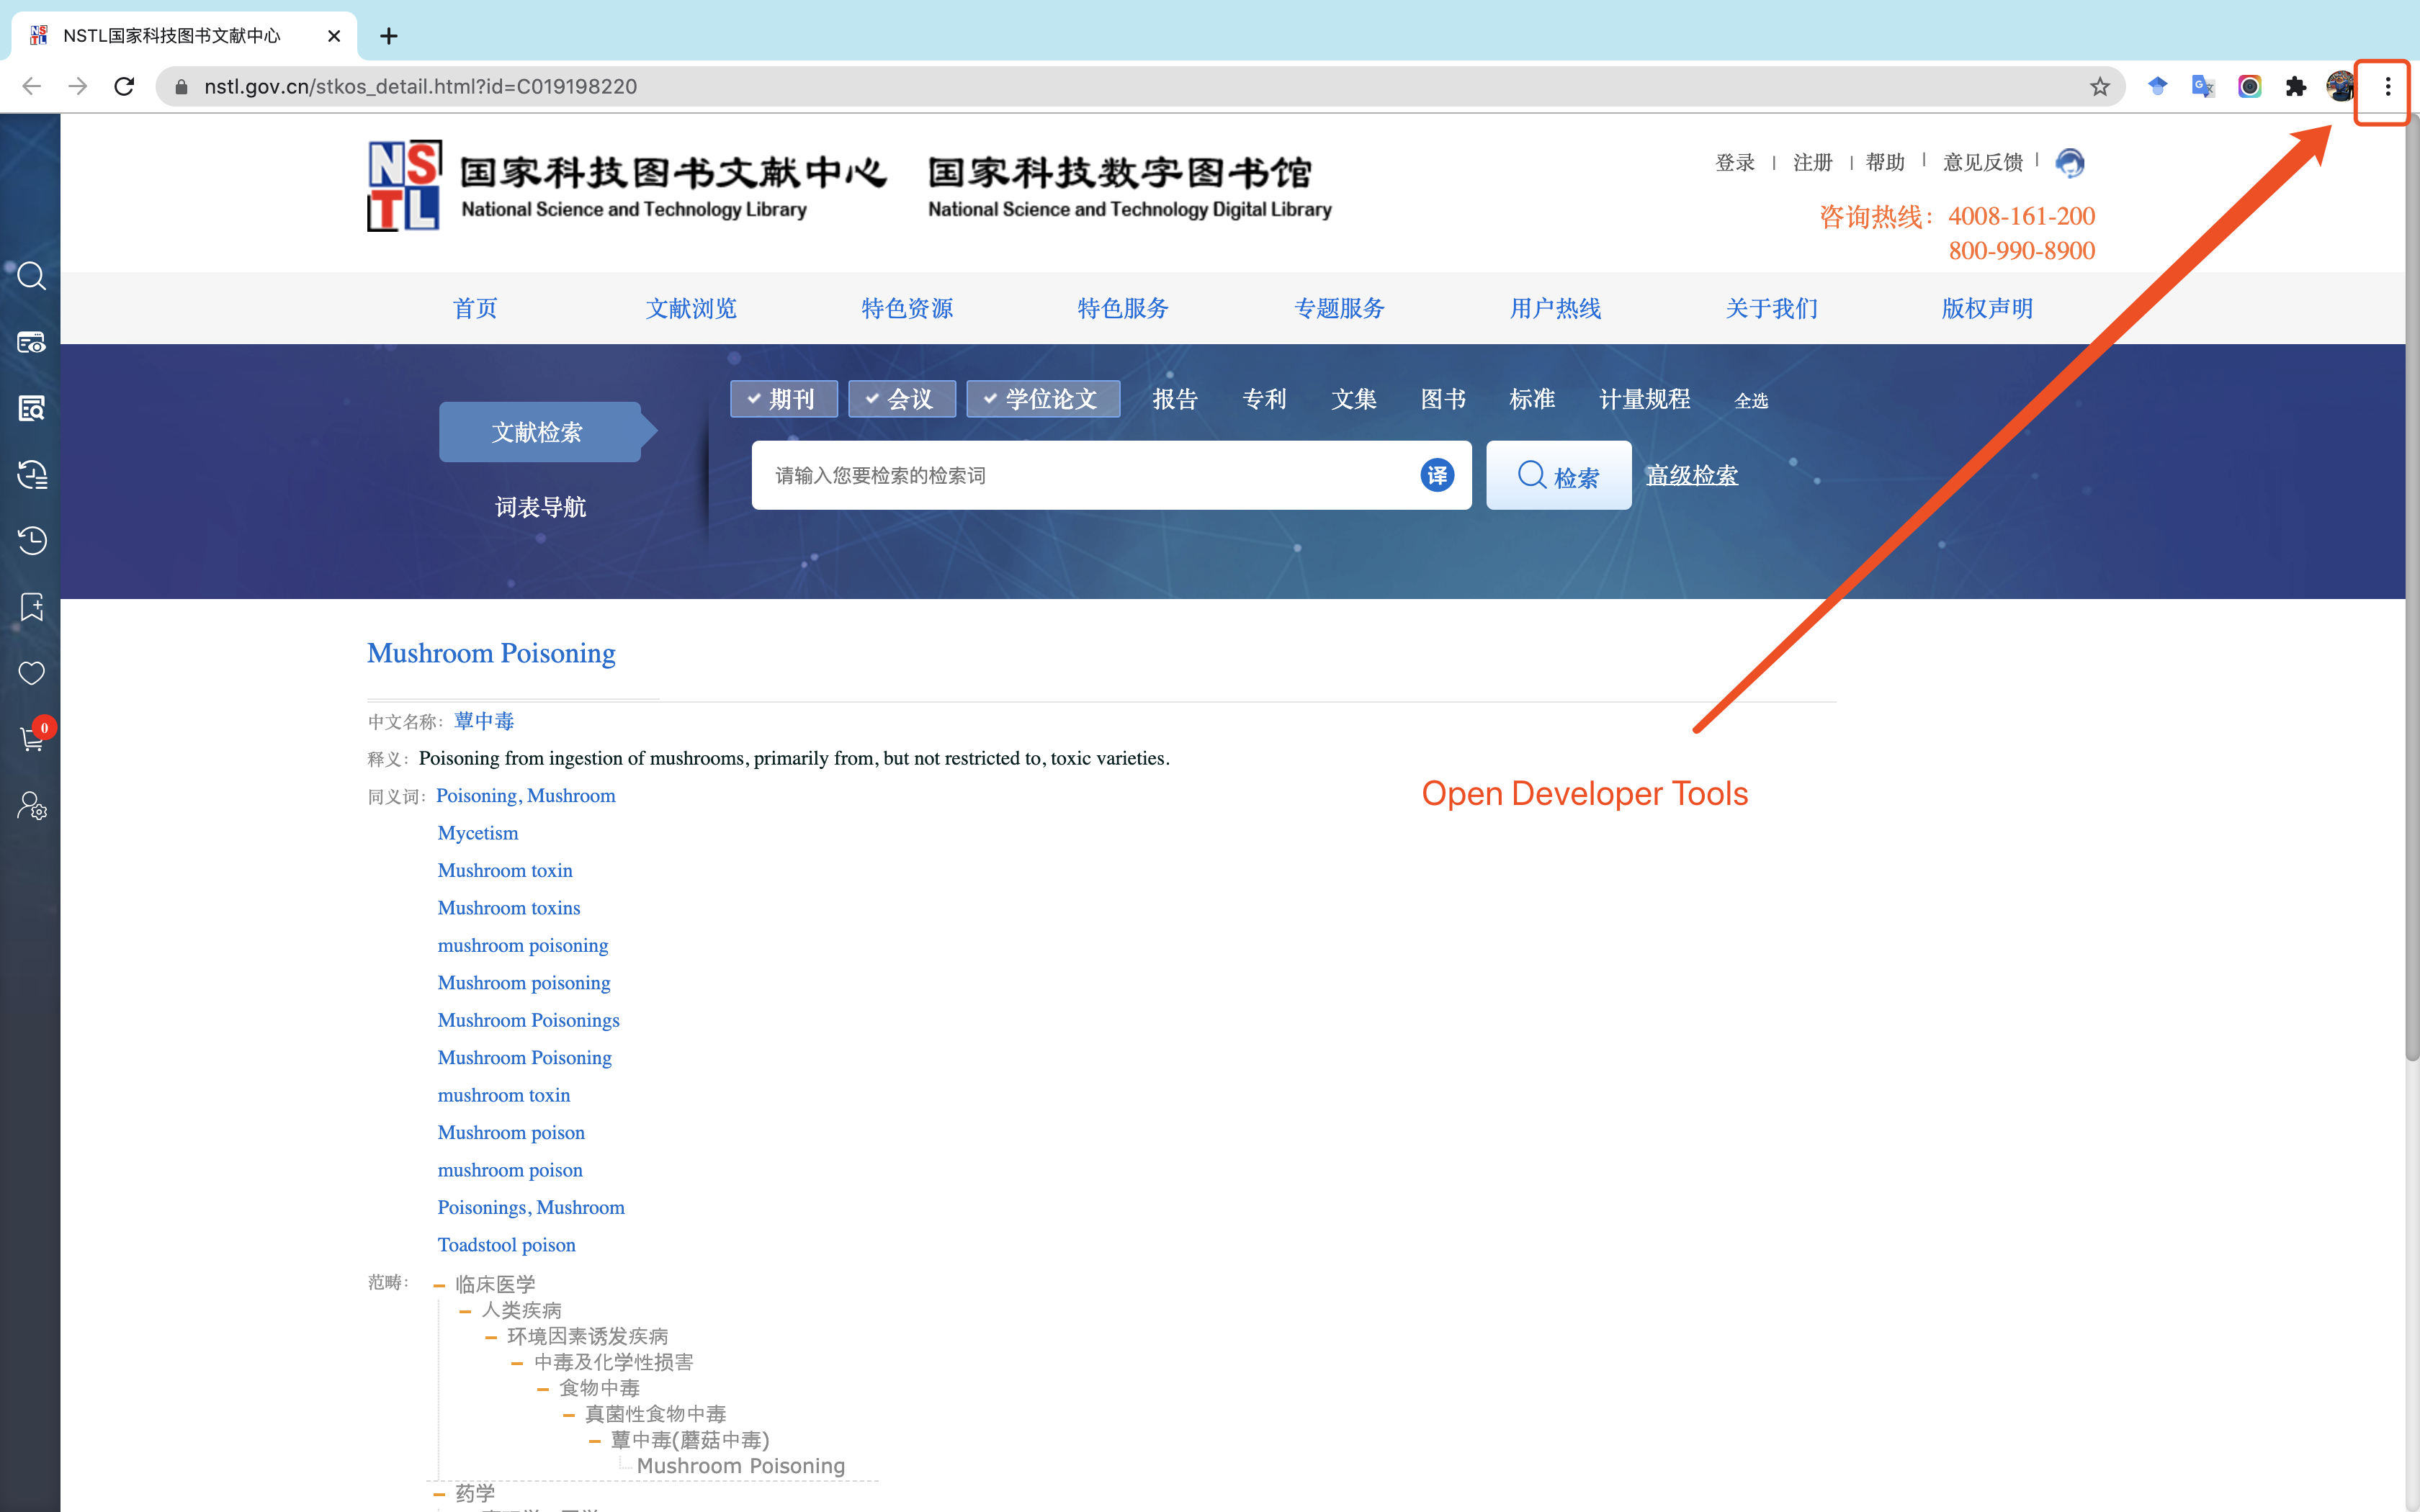 NSTL国家科技图书文献中心
nstl.gov.cn/stkos_detail.html?id=C019198220
NSTL
国家科技图书文献中心 国家科技数字图书馆
National Science and Technology Library National Science and Technology Digital Library
登录 | 注册 | 帮助 | 意见反馈 |
咨询热线：4008-161-200
800-990-8900
首页 文献浏览 特色资源 特色服务 专题服务 用户热线 关于我们 版权声明
期刊 会议 学位论文 报告 专利 文集 图书 标准 计量规程 全选
文献检索
请输入您要检索的检索词 译 检索 高级检索
词表导航
Mushroom Poisoning
中文名称：蕈中毒
释义：Poisoning from ingestion of mushrooms, primarily from, but not restricted to, toxic varieties.
同义词：Poisoning, Mushroom
Open Developer Tools
0
Mycetism
Mushroom toxin
Mushroom toxins
mushroom poisoning
Mushroom poisoning
Mushroom Poisonings
Mushroom Poisoning
mushroom toxin
Mushroom poison
mushroom poison
Poisonings, Mushroom
Toadstool poison
范畴：临床医学
人类疾病
环境因素诱发疾病
中毒及化学性损害
食物中毒
真菌性食物中毒
蕈中毒(蘑菇中毒)
Mushroom Poisoning
药学